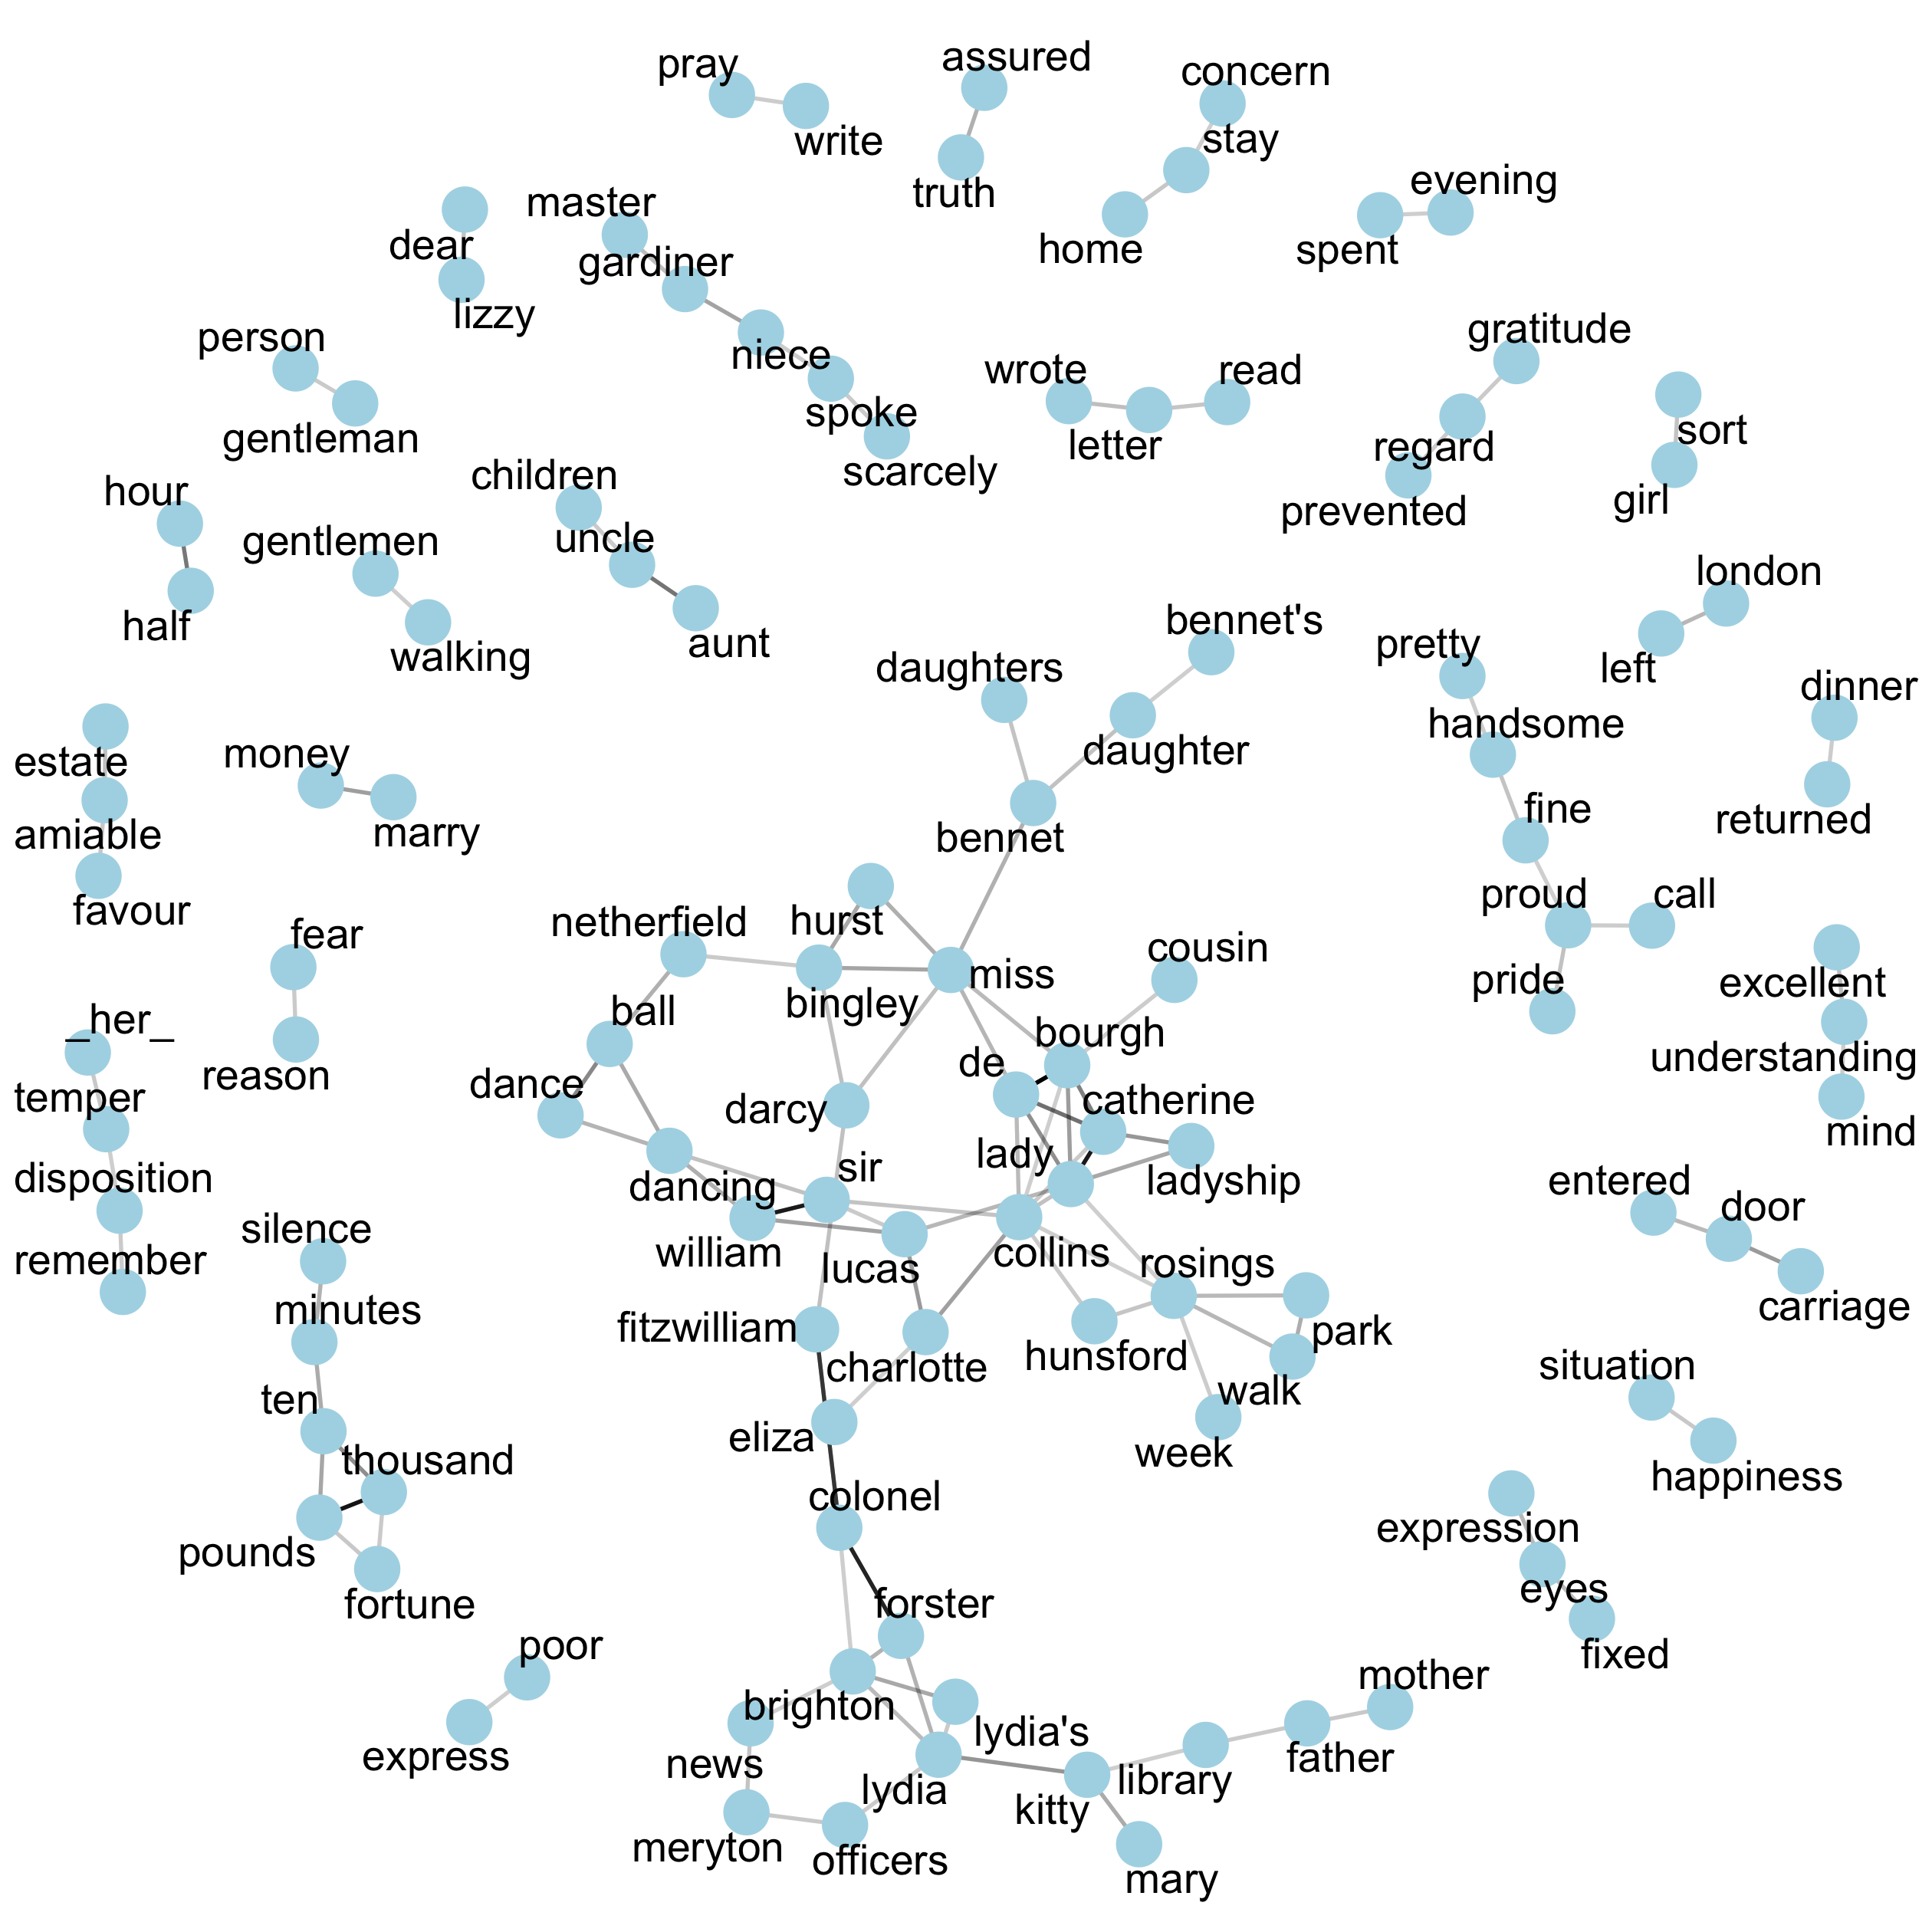 pray
assured
concern
write
stay
truth
evening
master
dear
gardiner
home
spent
lizzy
person
niece
wrote
read
gratitude
gentleman
spoke
letter
regard
sort
children
scarcely
hour
gentlemen
uncle
prevented
girl
half
walking
aunt
london
bennet's
pretty
left
daughters
dinner
estate
money
daughter
handsome
amiable
marry
bennet
fine
returned
favour
netherfield
hurst
proud
call
fear
cousin
_her_
ball
bingley
miss
pride
excellent
reason
dance
de
bourgh
understanding
temper
darcy
catherine
mind
disposition
dancing
sir
lady
ladyship
entered
door
silence
remember
william
lucas
collins
rosings
minutes
fitzwilliam
charlotte
hunsford
park
carriage
ten
eliza
walk
situation
thousand
week
happiness
pounds
colonel
expression
fortune
forster
eyes
poor
fixed
express
brighton
lydia's
mother
news
lydia
kitty
library
father
meryton
officers
mary